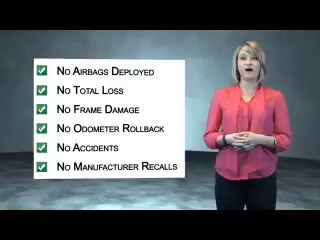 No Airbags Deployed
No Total Loss
No Frame Damage
No Odometer Rollback
No Accidents
No Manufacturer Recalls